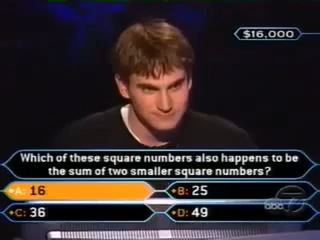 $16,000
Which of these square numbers also happens to be
the sum of two smaller square numbers?
A: 16
B: 25
C: 36
D: 49
abc 7